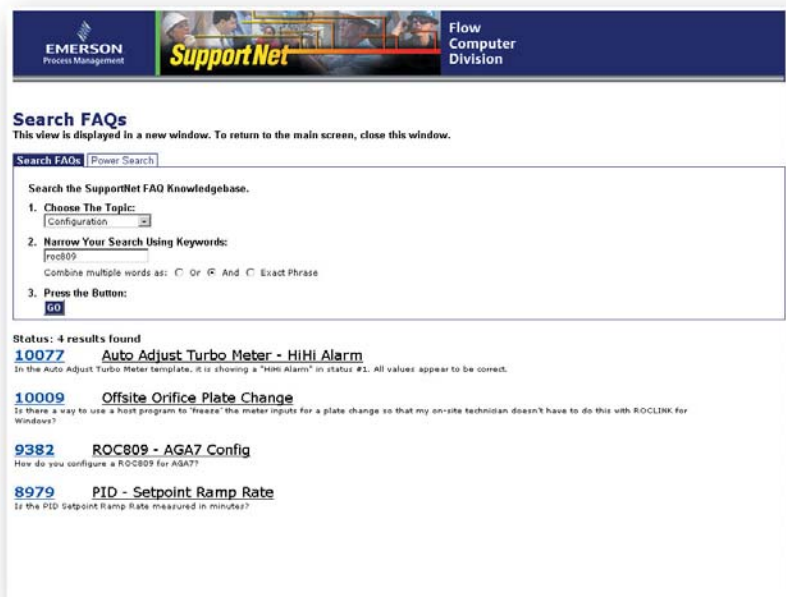 EMERSON
Process Management
SupportNet
Flow
Computer
Division
Search FAQs
This view is displayed in a new window. To return to the main screen, close this window.
Search FAQs Power Search
Search the SupportNet FAQ Knowledgebase.
1. Choose The Topic:
Configuration
2. Narrow Your Search Using Keywords:
roc809
Combine multiple words as: Or And Exact Phrase
3. Press the Button:
GO
Status: 4 results found
10077 Auto Adjust Turbo Meter - HiHi Alarm
In the Auto Adjust Turbo Meter template, it is showing a "HiHi Alarm" in status #1. All values appear to be correct.
10009 Offsite Orifice Plate Change
Is there a way to use a host program to 'freeze' the meter inputs for a plate change so that my on-site technician doesn't have to do this with ROCLINK for
Windows?
9382 ROC809 - AGA7 Config
How do you configure a ROC809 for AGA7?
8979 PID - Setpoint Ramp Rate
Is the PID Setpoint Ramp Rate measured in minutes?